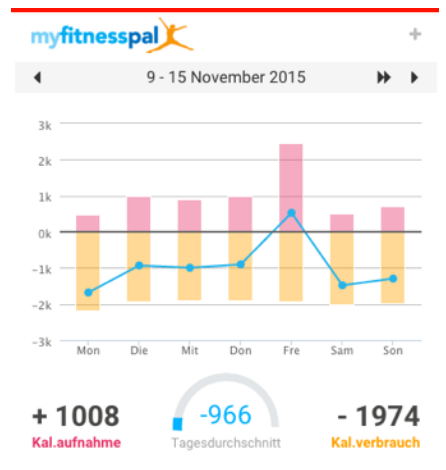 myfitnesspal
9 - 15 November 2015
3k
2k
1k
0k
-1k
-2k
-3k
Mon Die Mit Don Fre Sam Son
+ 1008 -966 - 1974
Kal.aufnahme Tagesdurchschnitt Kal.verbrauch